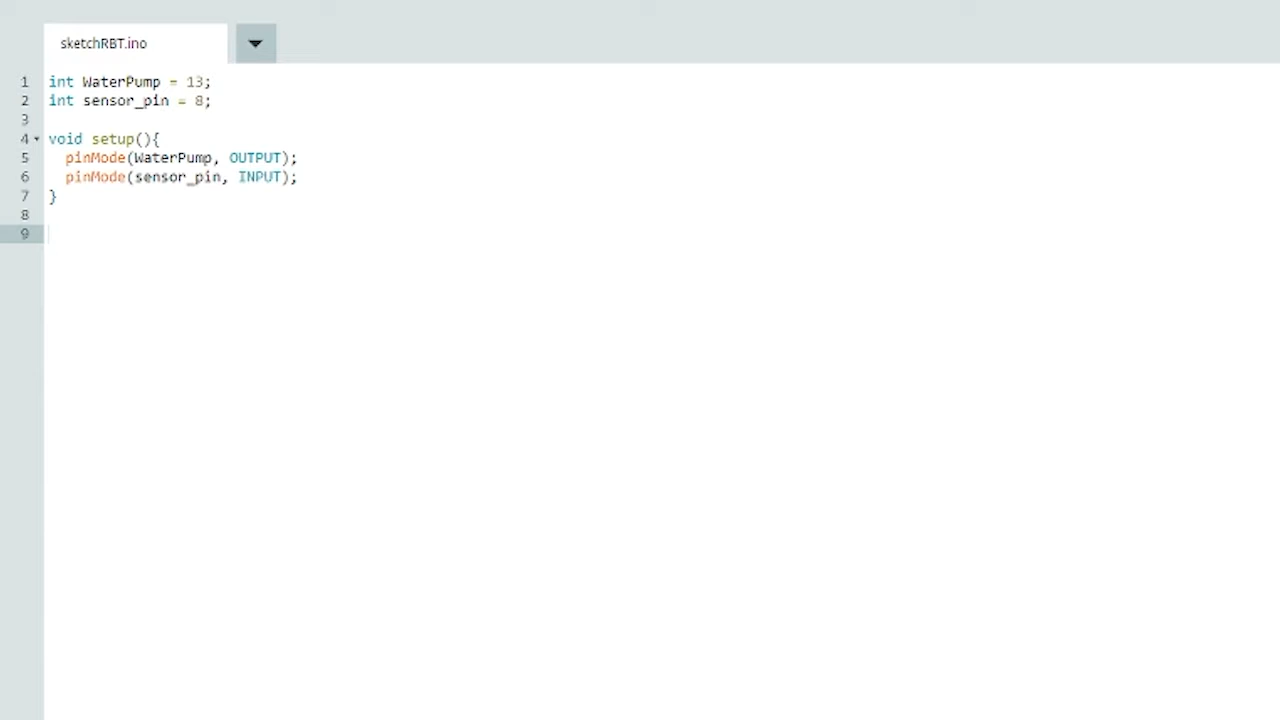 sketchRBT.ino
1 int WaterPump = 13;
2 int sensor_pin = 8;
3
4 void setup(){
5 pinMode(WaterPump, OUTPUT);
6 pinMode(sensor_pin, INPUT);
7 }
8
9